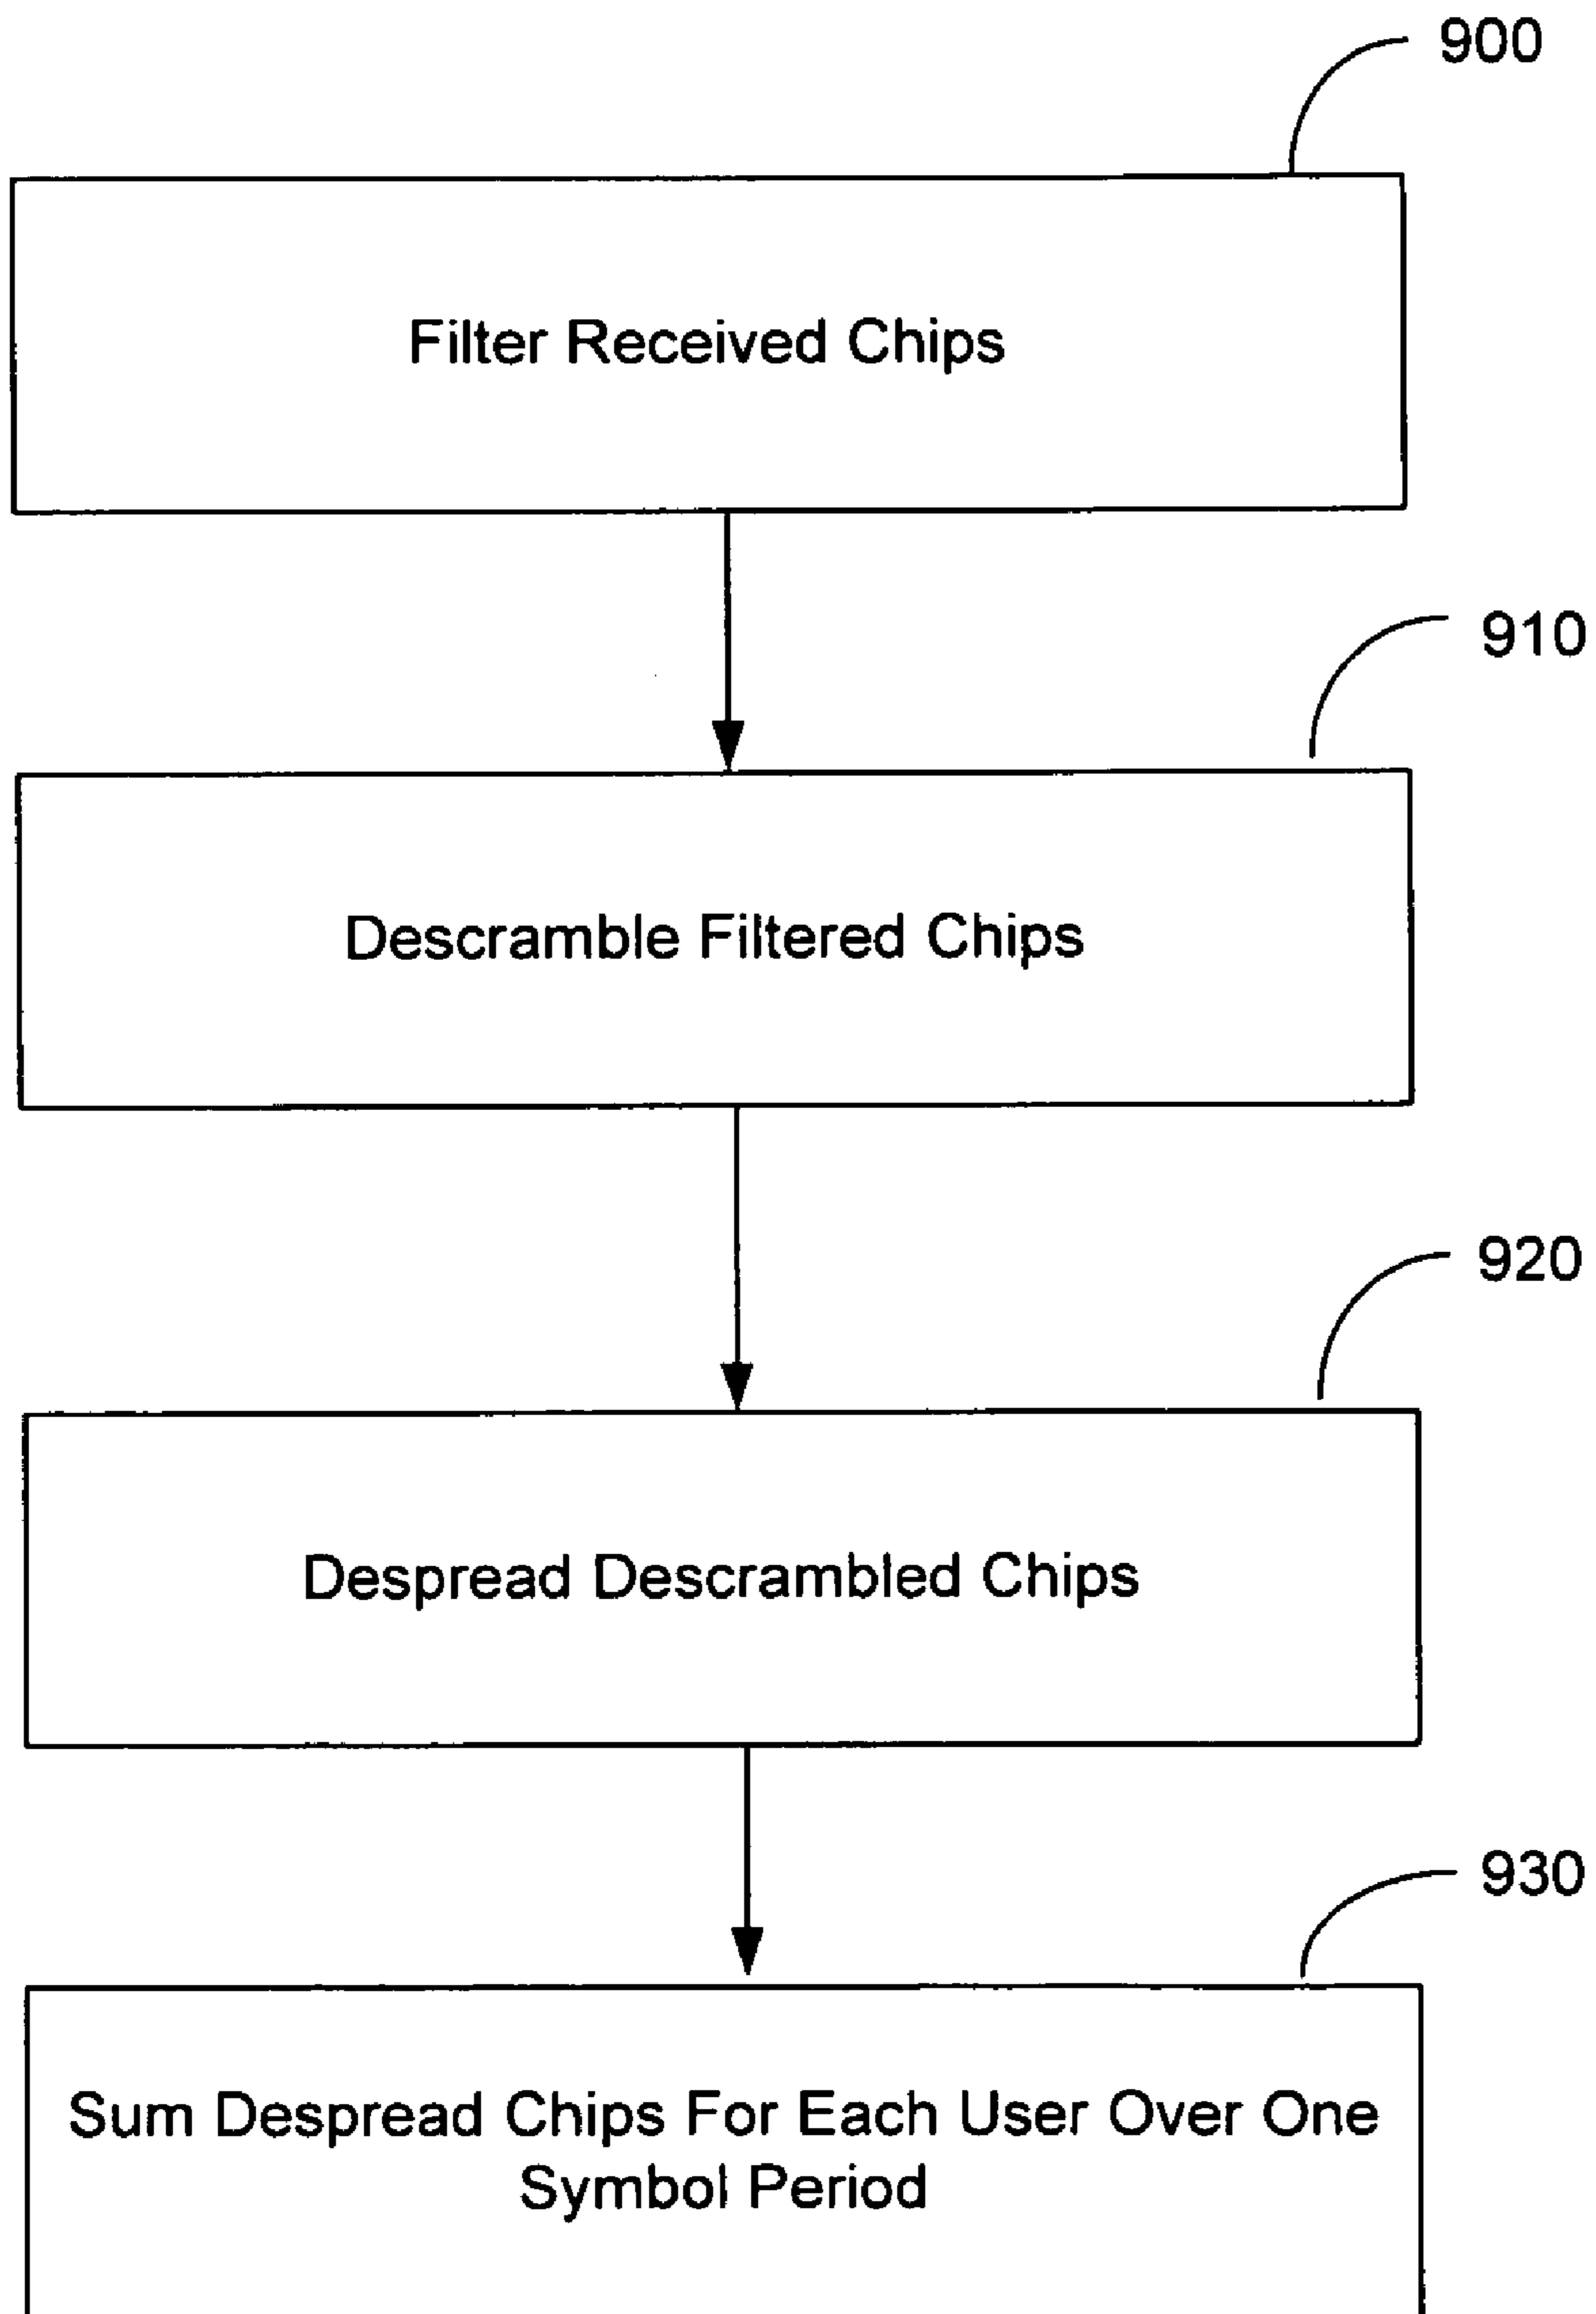 900
Filter Received Chips
910
Descramble Filtered Chips
920
Despread Descrambled Chips
930
Sum Despread Chips For Each User Over One
Symbol Period